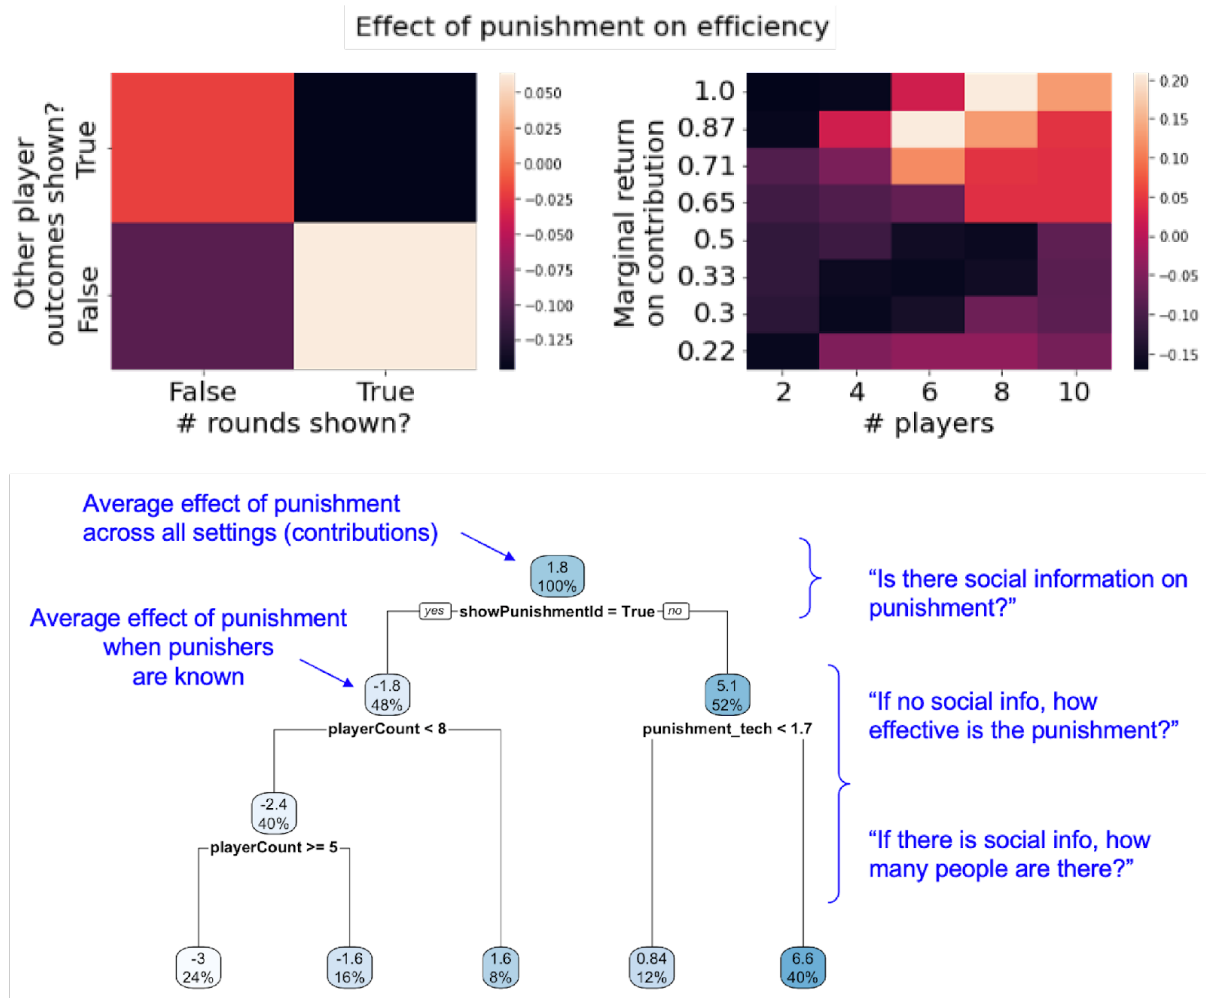 Effect of punishment on efficiency
Other player
outcomes shown?
True
False
False
True
# rounds shown?
0.050
0.025
0.000
−0.025
−0.050
−0.075
−0.100
−0.125
Marginal return
on contribution
1.0
0.87
0.71
0.65
0.5
0.33
0.3
0.22
2
4
6
8
10
# players
0.20
0.15
0.10
0.05
0.00
−0.05
−0.10
−0.15
Average effect of punishment
across all settings (contributions)
1.8
100%
yes showPunishmentId = True no
“Is there social information on
punishment?”
Average effect of punishment
when punishers
are known
-1.8
48%
playerCount < 8
5.1
52%
punishment_tech < 1.7
“If no social info, how
effective is the punishment?”
-2.4
40%
playerCount >= 5
“If there is social info, how
many people are there?”
-3
24%
-1.6
16%
1.6
8%
0.84
12%
6.6
40%